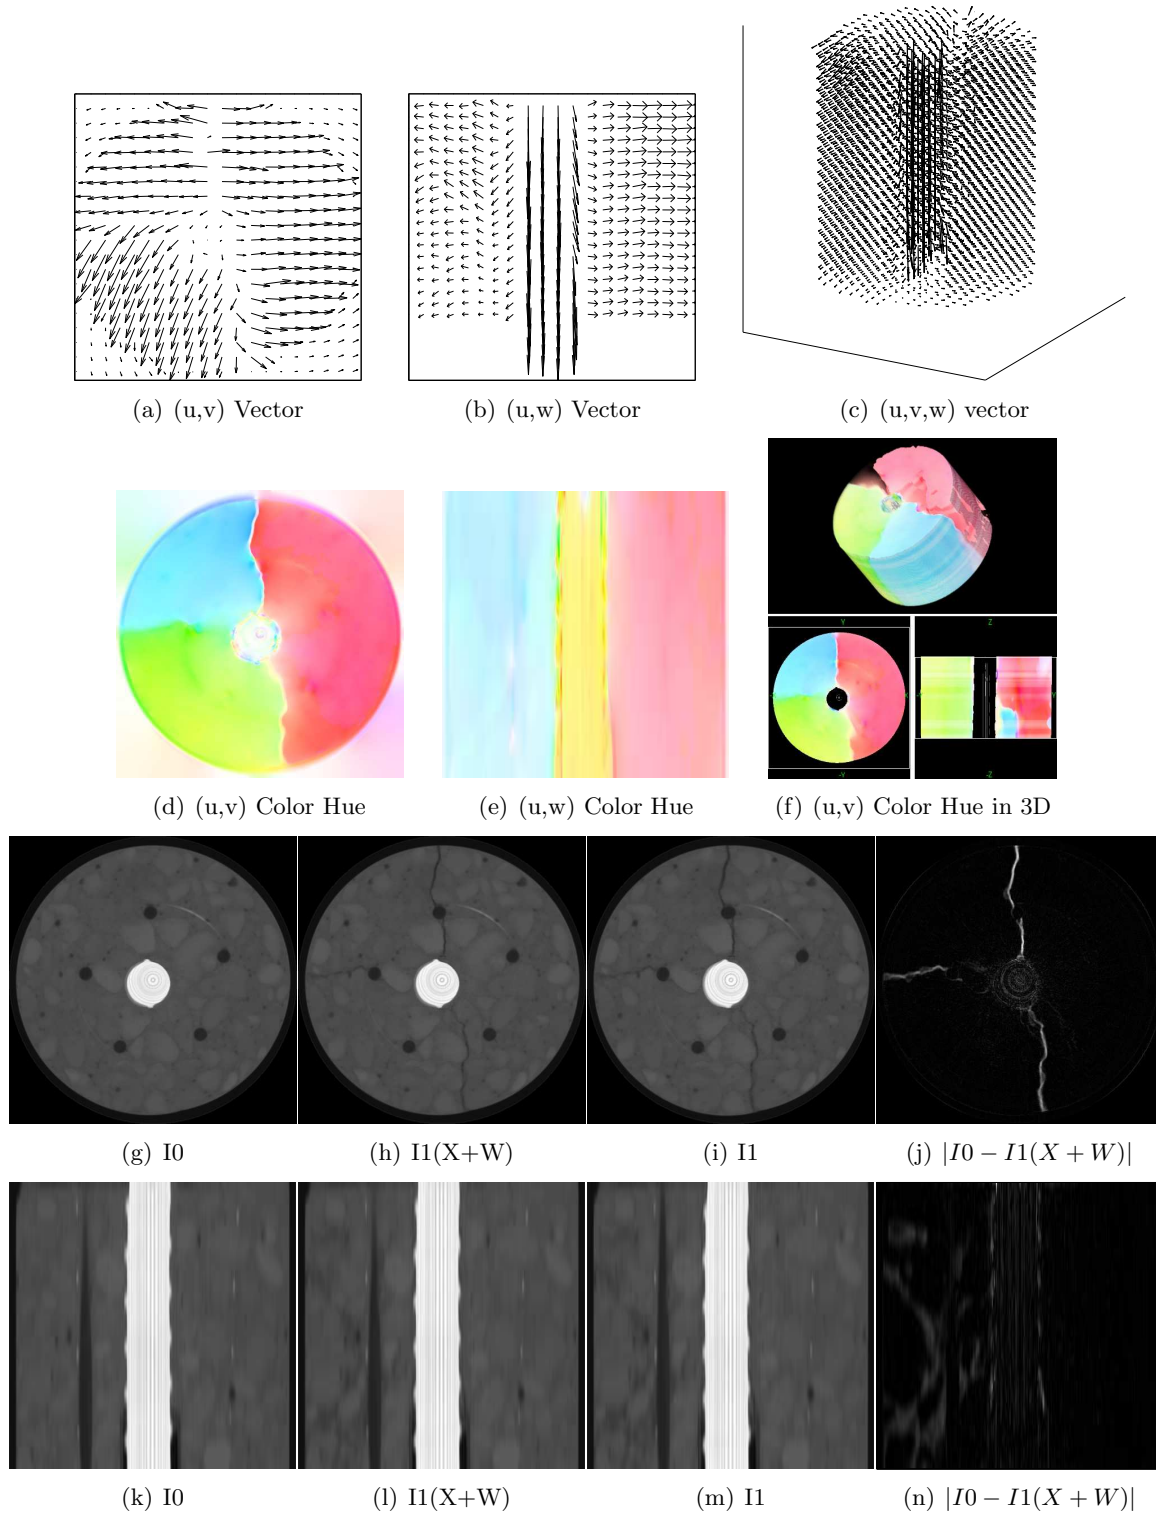 (a) (u,v) Vector
(b) (u,w) Vector
(c) (u,v,w) vector
Y
Z
-Y
-Z
(d) (u,v) Color Hue
(e) (u,w) Color Hue
(f) (u,v) Color Hue in 3D
(g) I0
(h) I1(X+W)
(i) I1
(j) |I0 − I1(X + W)|
(k) I0
(l) I1(X+W)
(m) I1
(n) |I0 − I1(X + W)|